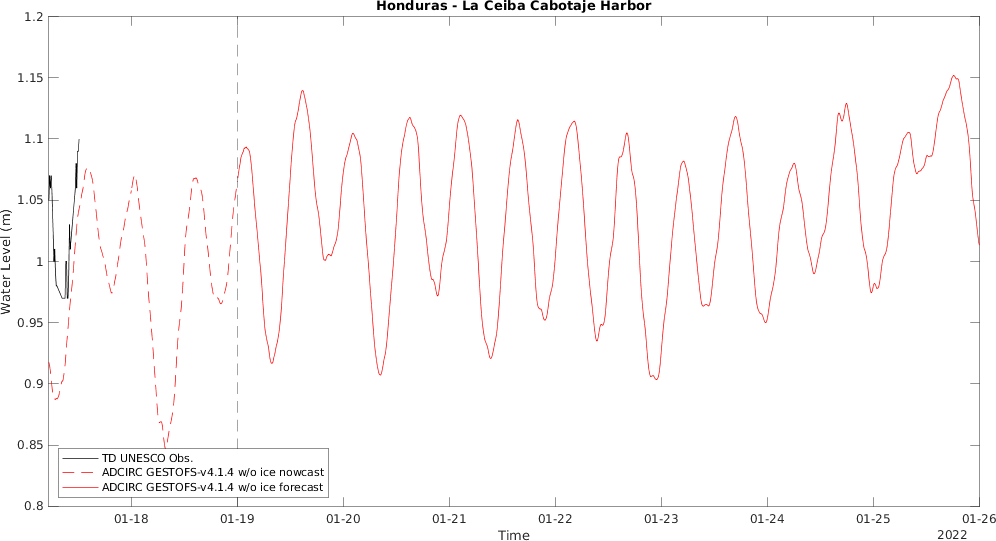 Honduras - La Ceiba Cabotaje Harbor
1.2
1.15
1.1
1.05
1
0.95
0.9
0.85
0.8
Water Level (m)
TD UNESCO Obs.
ADCIRC GESTOFS-v4.1.4 w/o ice nowcast
ADCIRC GESTOFS-v4.1.4 w/o ice forecast
01-18 01-19 01-20 01-21 01-22 01-23 01-24 01-25 01-26
Time
2022